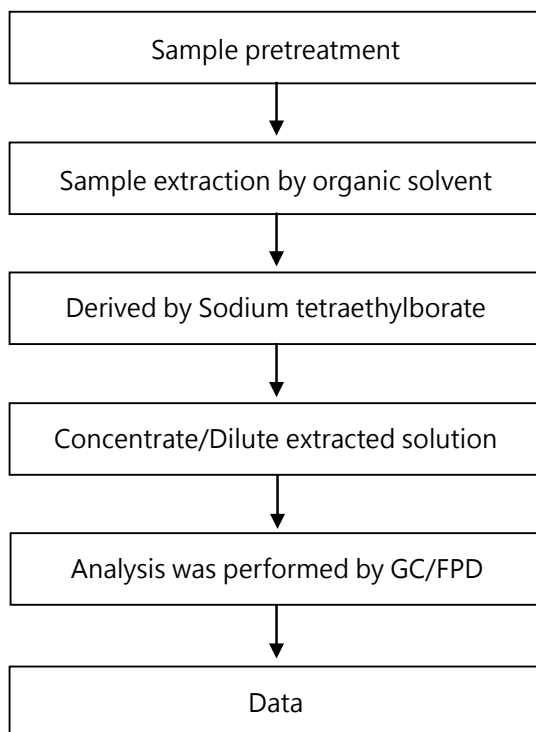 Sample pretreatment
Sample extraction by organic solvent
Derived by Sodium tetraethylborate
Concentrate/Dilute extracted solution
Analysis was performed by GC/FPD
Data